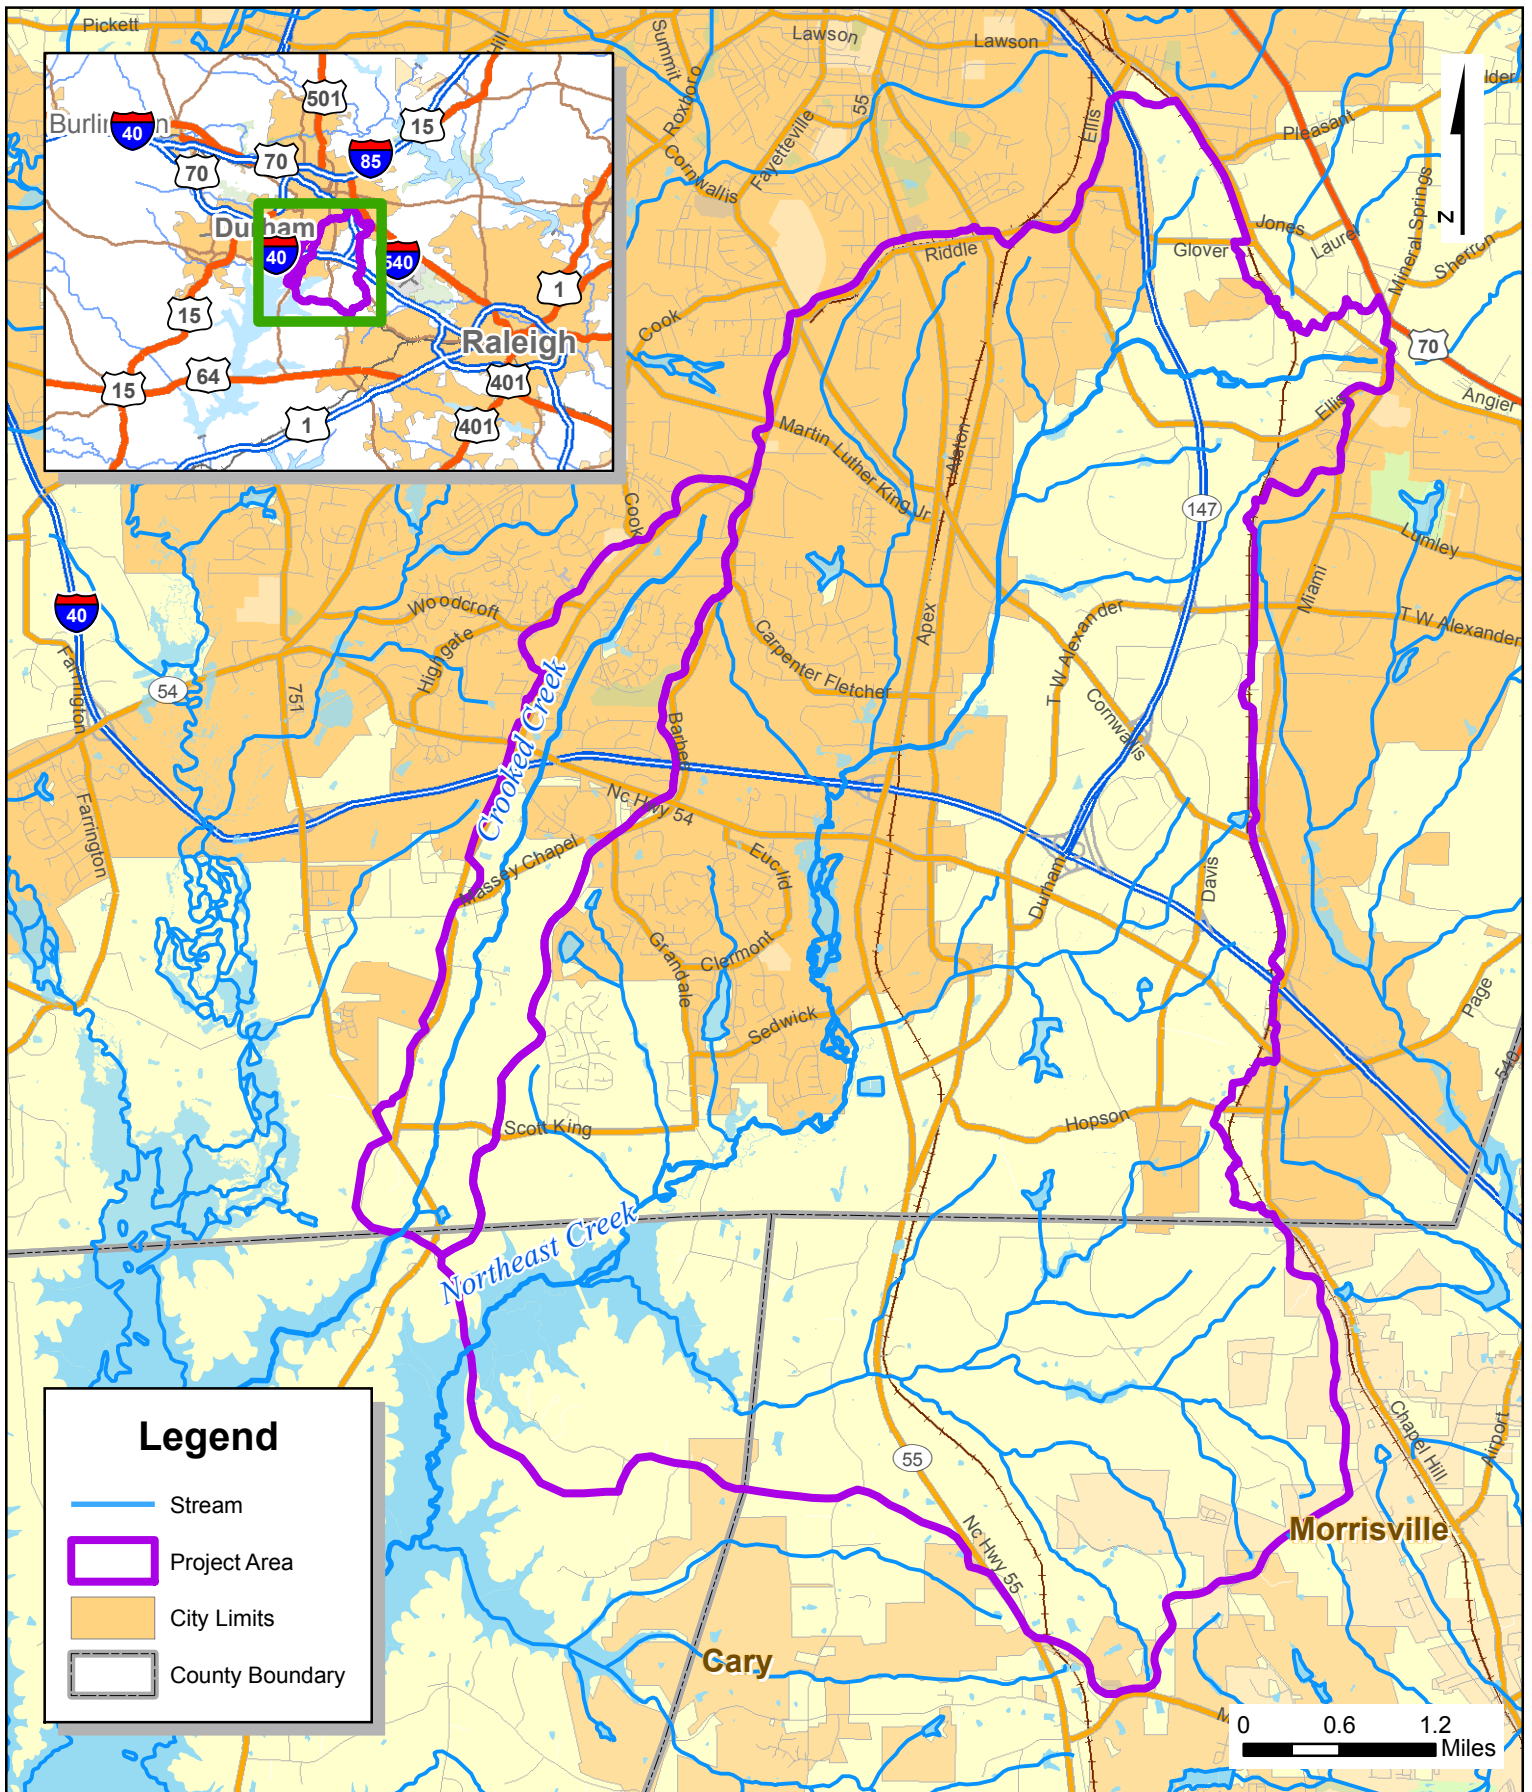 Pickett
Hill
Summit
Roxboro
Lawson
Lawson
55
Ellis
Pleasant
Mineral Springs
Z
Cornwallis
Fayetteville
Jones
Laurel
Glover
Sherron
Riddle
70
Angier
Ellis
Cook
Martin Luther King Jr
Alston
147
Lumley
Miami
Cook
Woodcroft
Highgate
40
Farrington
54
751
Carpenter Fletcher
Apex
T W Alexander
T W Alexander
Cornwallis
Barbee
Crooked Creek
Nc Hwy 54
Massey Chapel
Farrington
Euclid
Durham
Davis
Clermont
Grandale
Sedwick
Page
540
Scott King
Hopson
Northeast Creek
55
Chapel Hill
Airport
Nc Hwy 55
Morrisville
Cary
501
15
Burlin
40
70
70
85
Durham
40
540
15
1
Raleigh
15
64
401
1
401
Legend
Stream
Project Area
City Limits
County Boundary
0 0.6 1.2
Miles